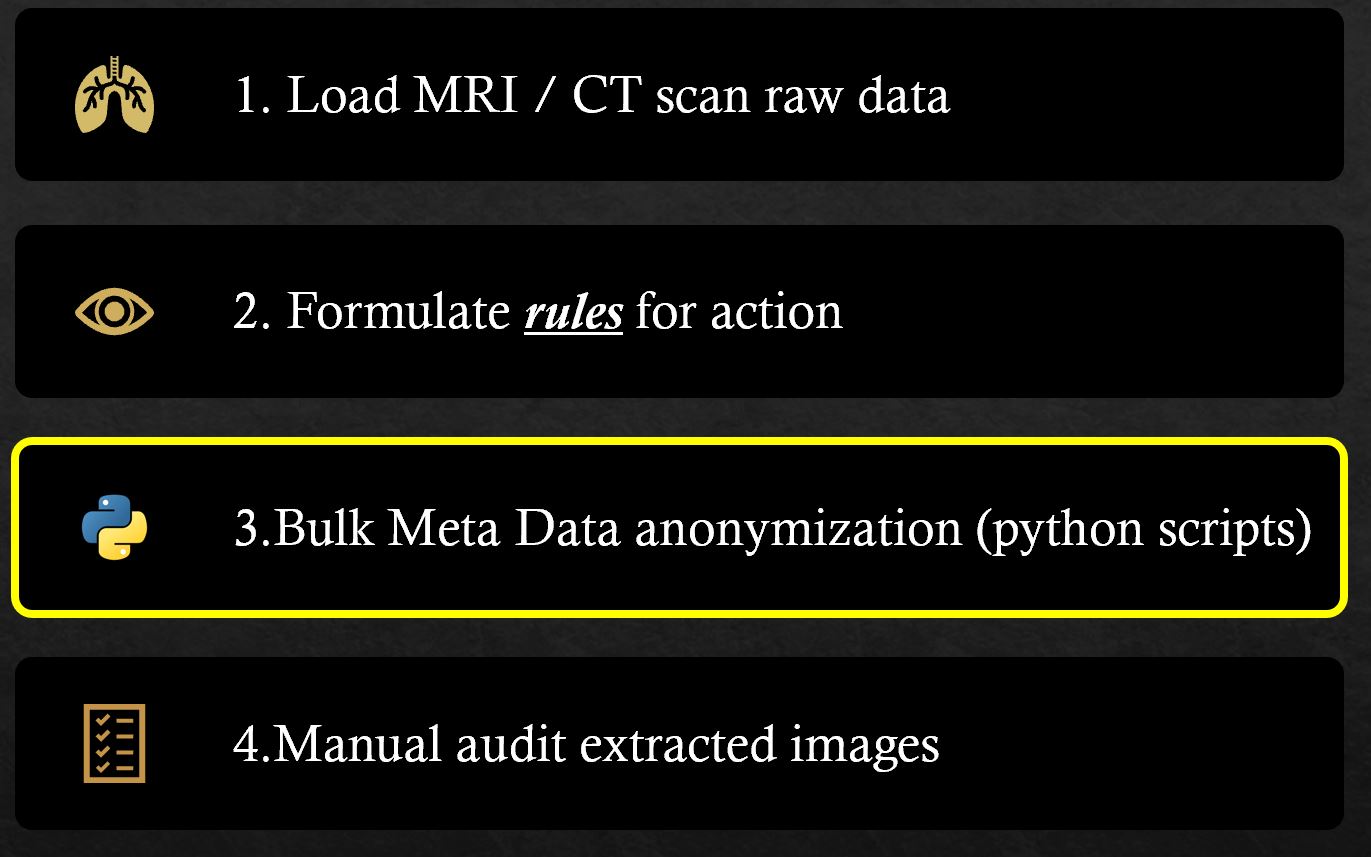 1. Load MRI / CT scan raw data
2. Formulate rules for action
3.Bulk Meta Data anonymization (python scripts)
4.Manual audit extracted images